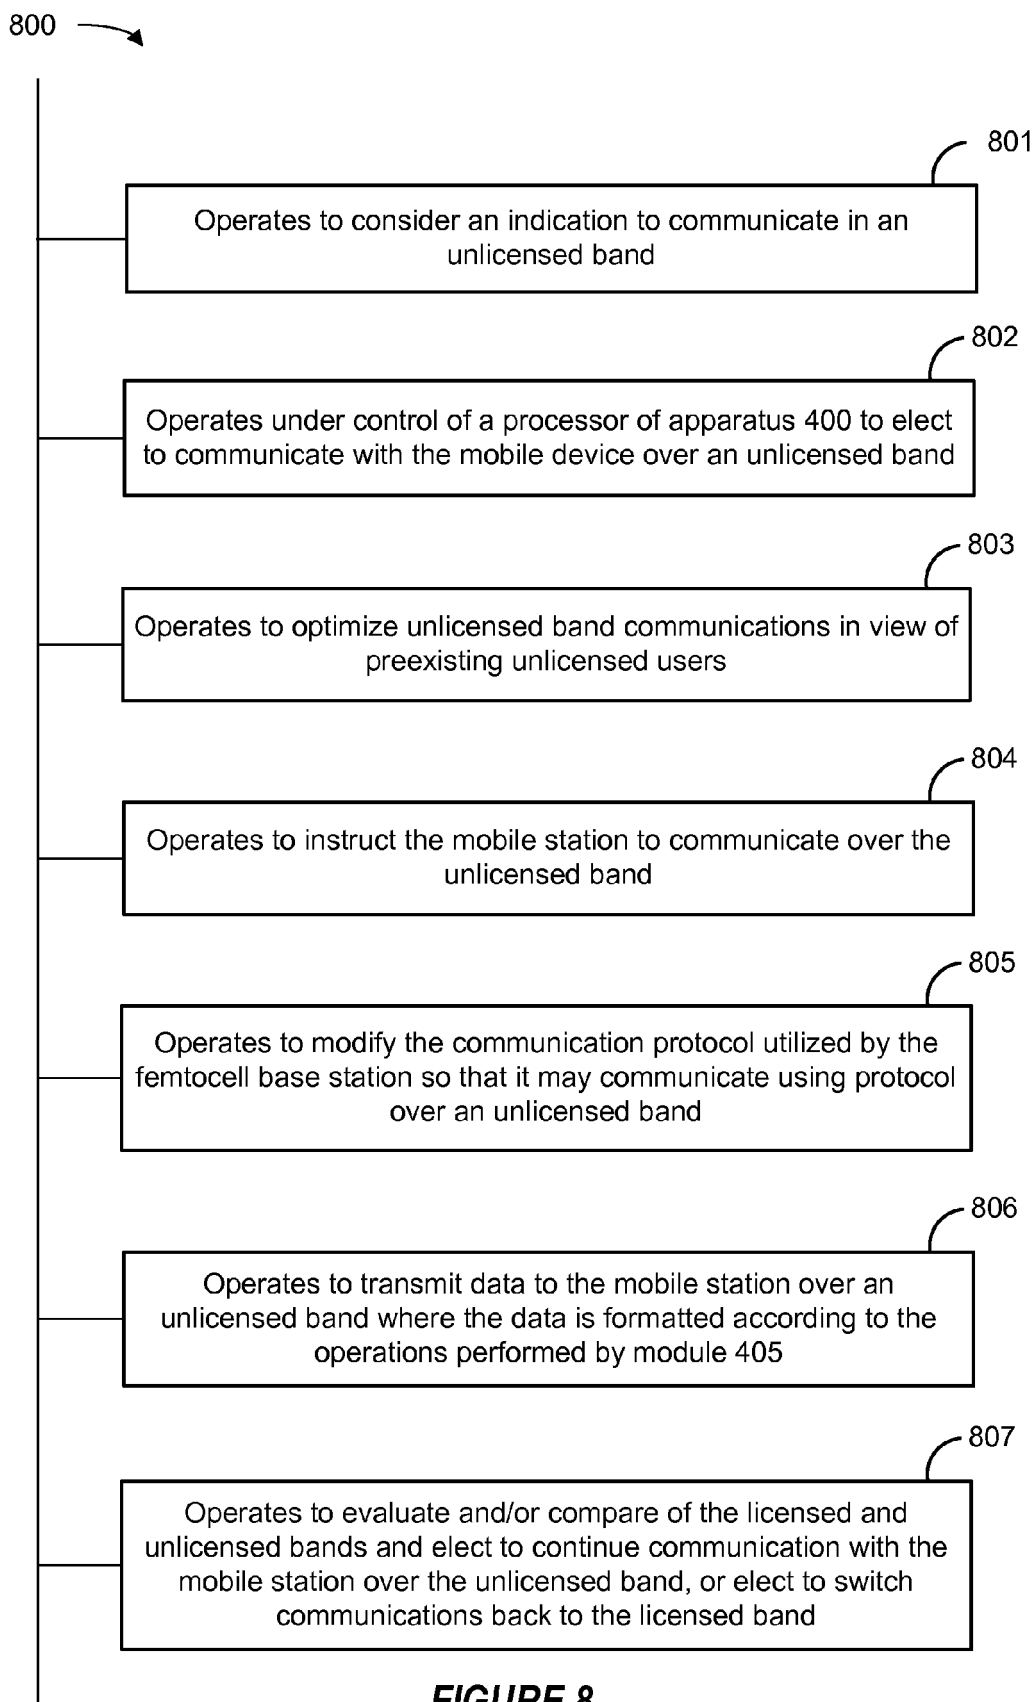 800
801
Operates to consider an indication to communicate in an
unlicensed band
802
Operates under control of a processor of apparatus 400 to elect
to communicate with the mobile device over an unlicensed band
803
Operates to optimize unlicensed band communications in view of
preexisting unlicensed users
804
Operates to instruct the mobile station to communicate over the
unlicensed band
805
Operates to modify the communication protocol utilized by the
femtocell base station so that it may communicate using protocol
over an unlicensed band
806
Operates to transmit data to the mobile station over an
unlicensed band where the data is formatted according to the
operations performed by module 405
807
Operates to evaluate and/or compare of the licensed and
unlicensed bands and elect to continue communication with the
mobile station over the unlicensed band, or elect to switch
communications back to the licensed band
FIGURE 8